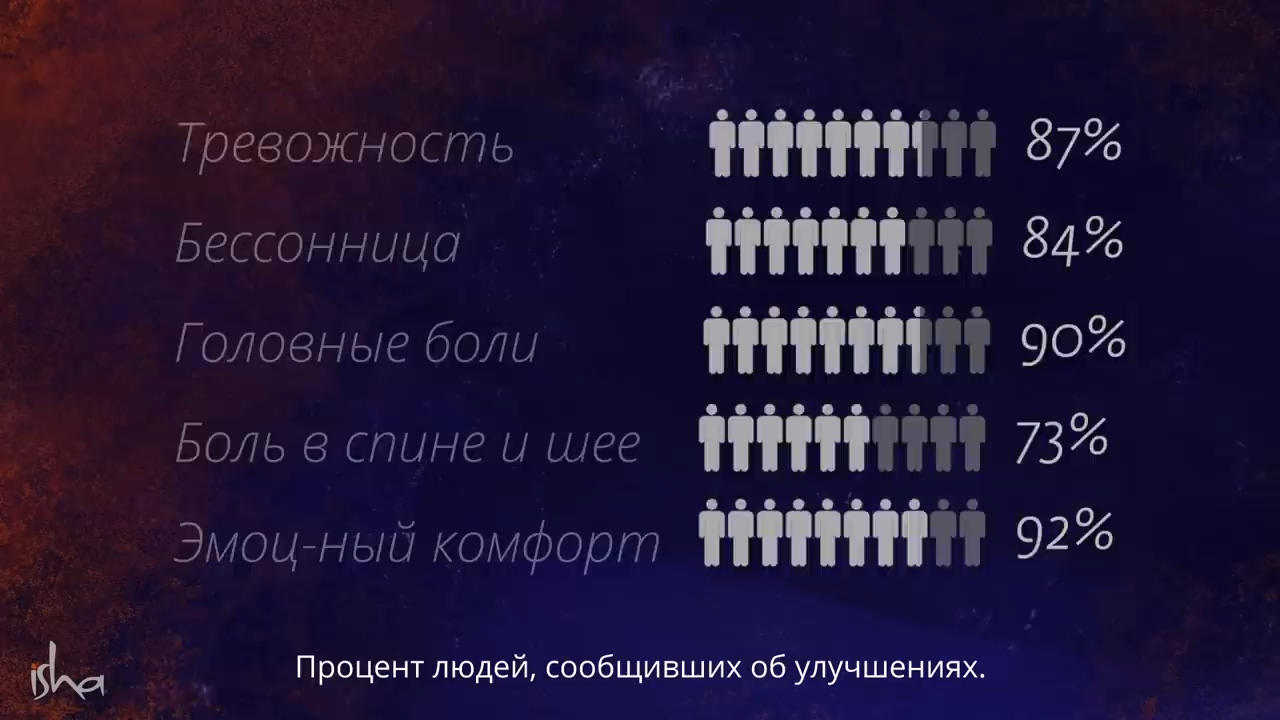 Тревожность 87%
Бессонница 84%
Головные боли 90%
Боль в спине и шее 73%
Эмоц-ный комфорт 92%
Процент людей, сообщивших об улучшениях.
isha